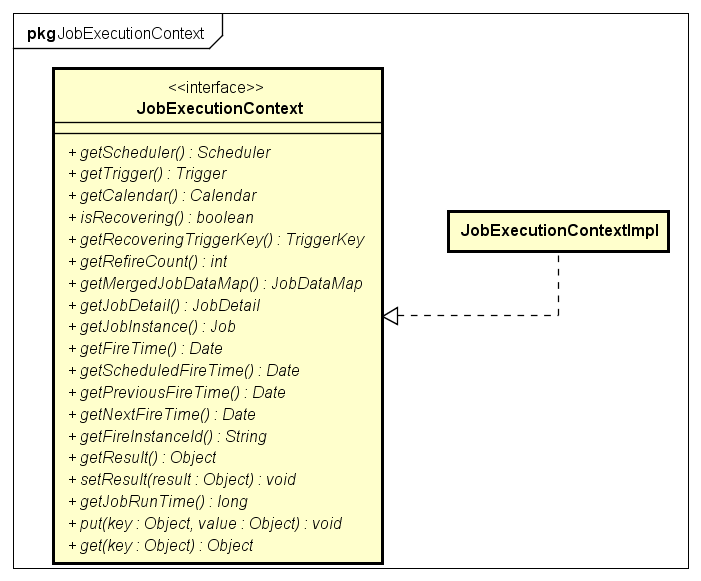 pkg JobExecutionContext
<<interface>>
JobExecutionContext
+ getScheduler() : Scheduler
+ getTrigger() : Trigger
+ getCalendar() : Calendar
+ isRecovering() : boolean
+ getRecoveringTriggerKey() : TriggerKey
+ getRefireCount() : int
+ getMergedJobDataMap() : JobDataMap
+ getJobDetail() : JobDetail
+ getJobInstance() : Job
+ getFireTime() : Date
+ getScheduledFireTime() : Date
+ getPreviousFireTime() : Date
+ getNextFireTime() : Date
+ getFireInstanceId() : String
+ getResult() : Object
+ setResult(result : Object) : void
+ getJobRunTime() : long
+ put(key : Object, value : Object) : void
+ get(key : Object) : Object
JobExecutionContextImpl